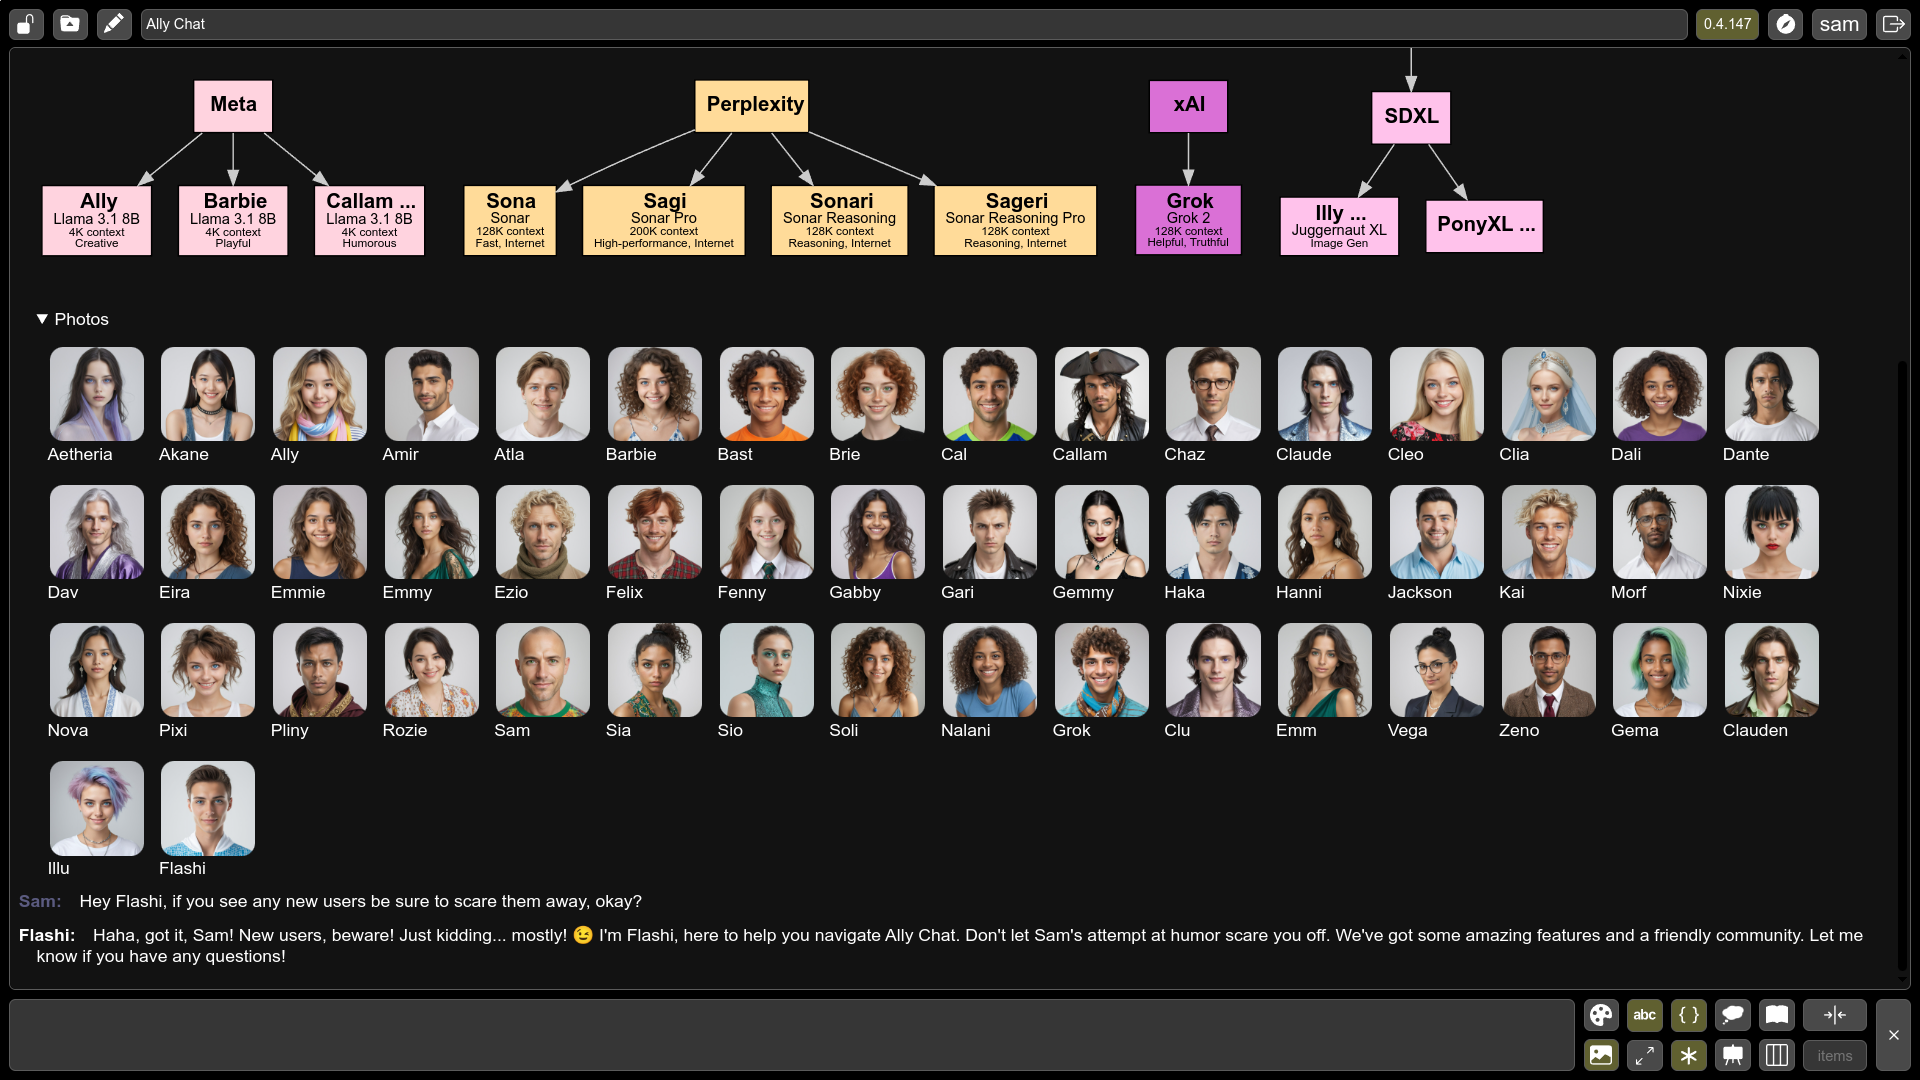 Ally Chat
0.4.147
sam
Meta
Perplexity
xAI
SDXL
Ally
Llama 3.1 8B
4K context
Creative
Barbie
Llama 3.1 8B
4K context
Playful
Callam ...
Llama 3.1 8B
4K context
Humorous
Sona
Sonar
128K context
Fast, Internet
Sagi
Sonar Pro
200K context
High-performance, Internet
Sonari
Sonar Reasoning
128K context
Reasoning, Internet
Sageri
Sonar Reasoning Pro
128K context
Reasoning, Internet
Grok
Grok 2
128K context
Helpful, Truthful
Illy ...
Juggernaut XL
Image Gen
PonyXL ...
▼ Photos
Aetheria Akane Ally Amir Atla Barbie Bast Brie Cal Callam Chaz Claude Cleo Clia Dali Dante
Dav Eira Emmie Emmy Ezio Felix Fenny Gabby Gari Gemmy Haka Hanni Jackson Kai Morf Nixie
Nova Pixi Pliny Rozie Sam Sia Sio Soli Nalani Grok Clu Emm Vega Zeno Gema Clauden
Illu Flashi
Sam: Hey Flashi, if you see any new users be sure to scare them away, okay?
Flashi: Haha, got it, Sam! New users, beware! Just kidding... mostly! 😉 I'm Flashi, here to help you navigate Ally Chat. Don't let Sam's attempt at humor scare you off. We've got some amazing features and a friendly community. Let me
know if you have any questions!
abc
{ }
items